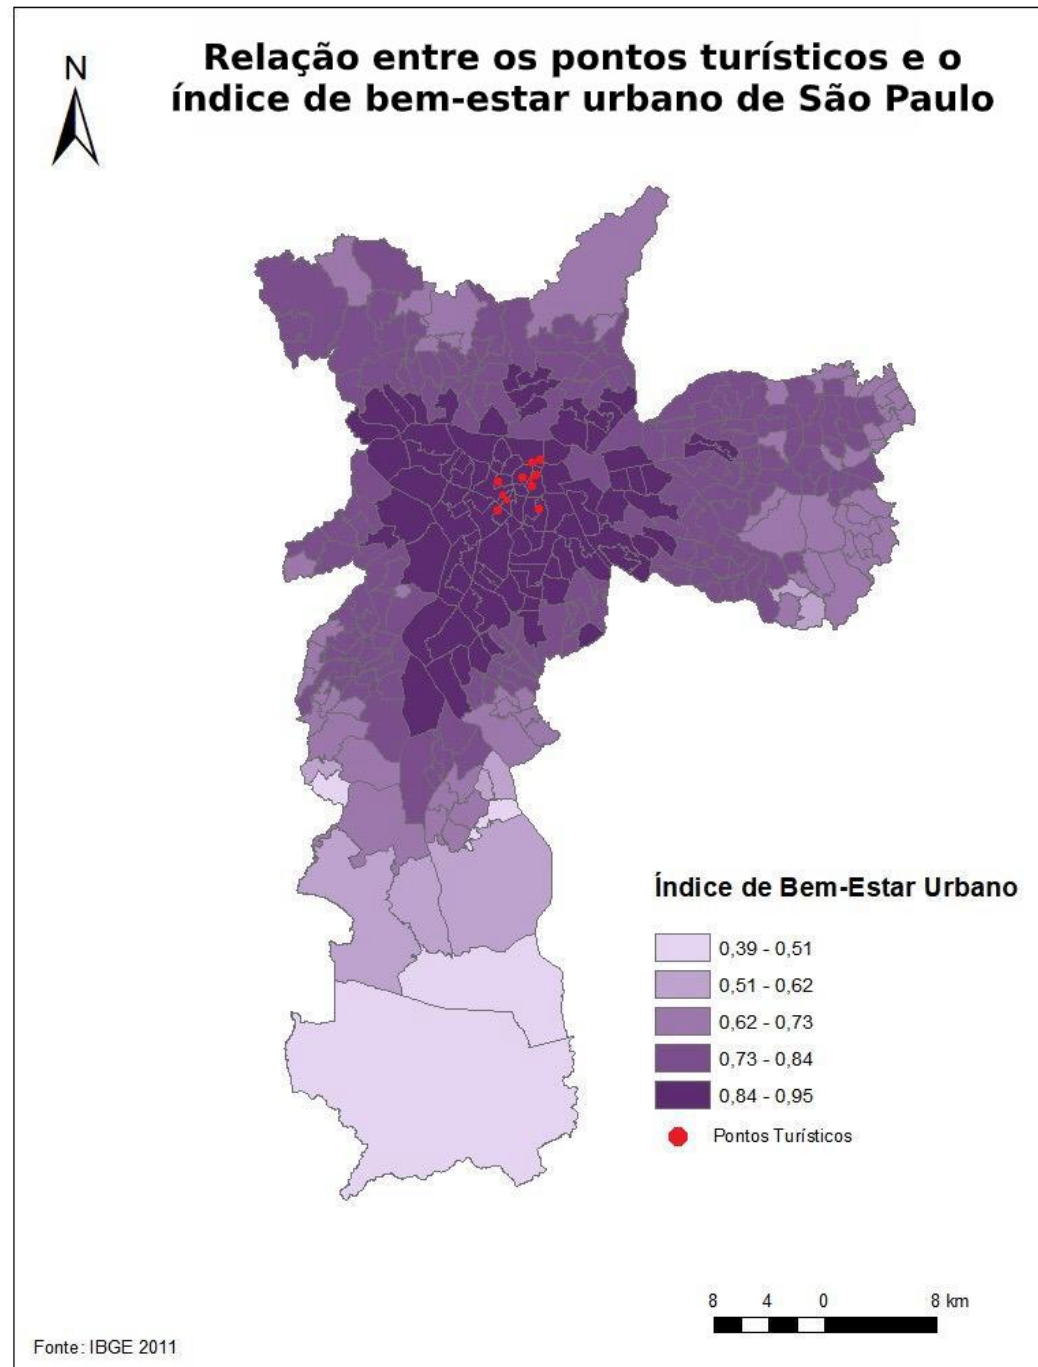 Relação entre os pontos turísticos e o
índice de bem-estar urbano de São Paulo
N
Índice de Bem-Estar Urbano
0,39 - 0,51
0,51 - 0,62
0,62 - 0,73
0,73 - 0,84
0,84 - 0,95
Pontos Turísticos
8 4 0 8 km
Fonte: IBGE 2011